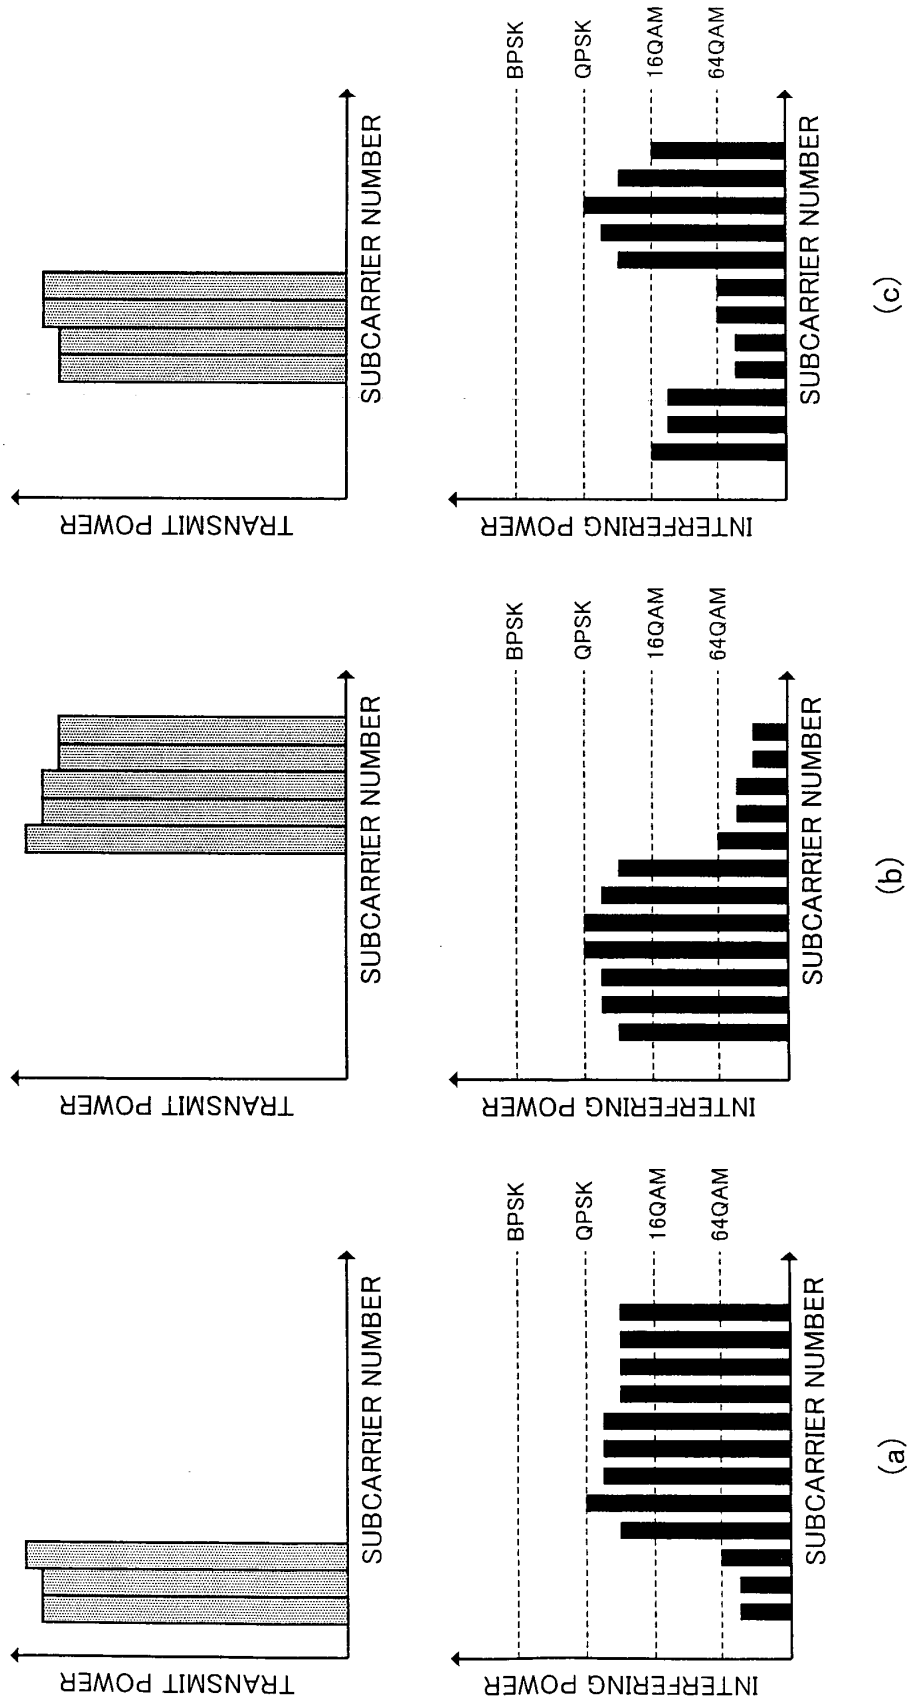 TRANSMIT POWER
SUBCARRIER NUMBER
INTERFERING POWER
BPSK
QPSK
16QAM
64QAM
SUBCARRIER NUMBER
(a)
TRANSMIT POWER
SUBCARRIER NUMBER
INTERFERING POWER
BPSK
QPSK
16QAM
64QAM
SUBCARRIER NUMBER
(b)
TRANSMIT POWER
SUBCARRIER NUMBER
INTERFERING POWER
BPSK
QPSK
16QAM
64QAM
SUBCARRIER NUMBER
(c)